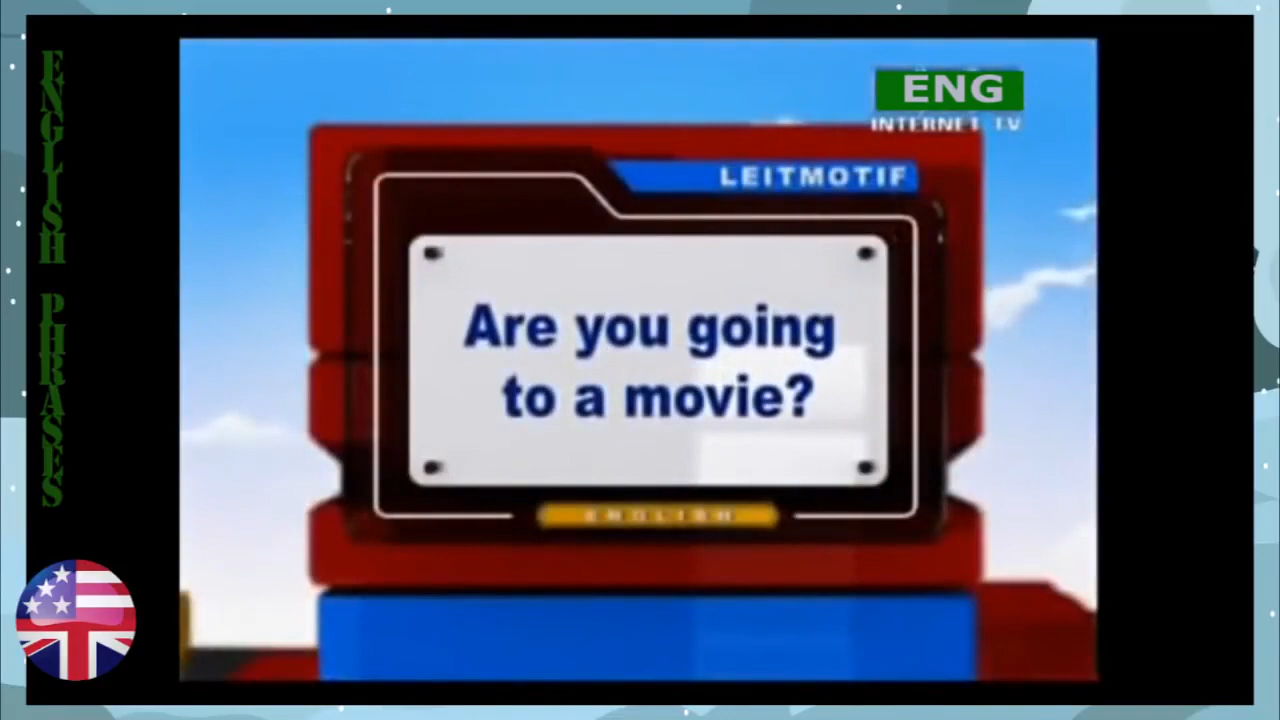 ENGLISH PHRASES
ENG
INTERNET TV
LEITMOTIF
Are you going
to a movie?
ENGLISH